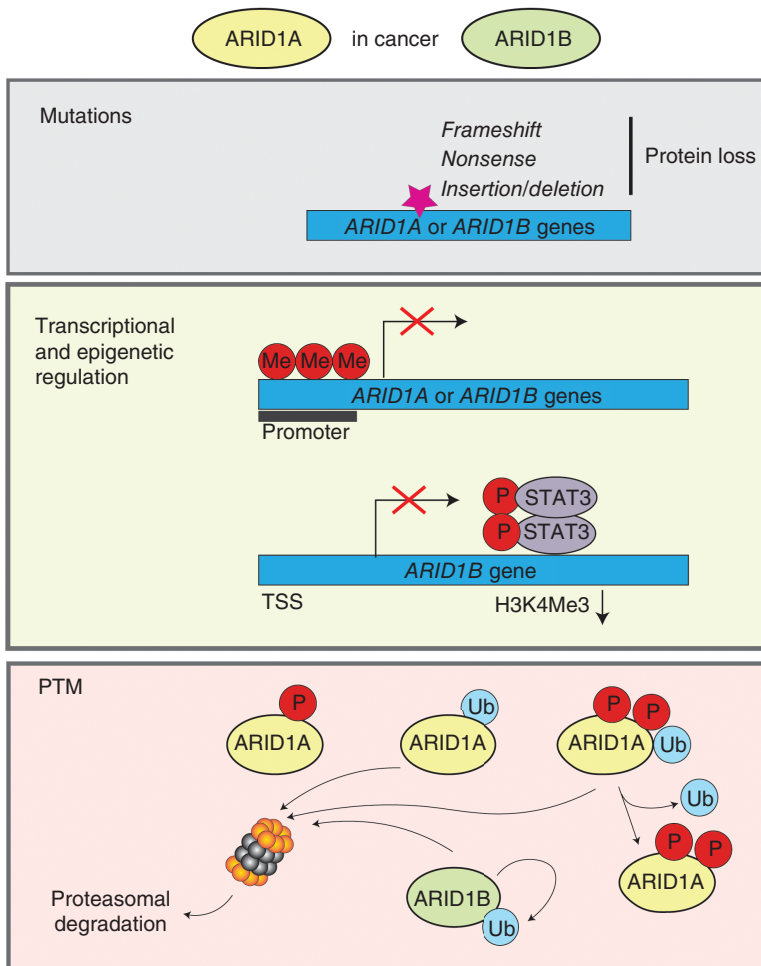 ARID1A in cancer ARID1B
Mutations
Frameshift
Nonsense
Insertion/deletion
Protein loss
ARID1A or ARID1B genes
Transcriptional
and epigenetic
regulation
Me Me Me
ARID1A or ARID1B genes
Promoter
P STAT3
P STAT3
ARID1B gene
TSS H3K4Me3
PTM
P
ARID1A
Ub
ARID1A
P P
ARID1A Ub
Ub
P P
ARID1A
ARID1B
Ub
Proteasomal
degradation